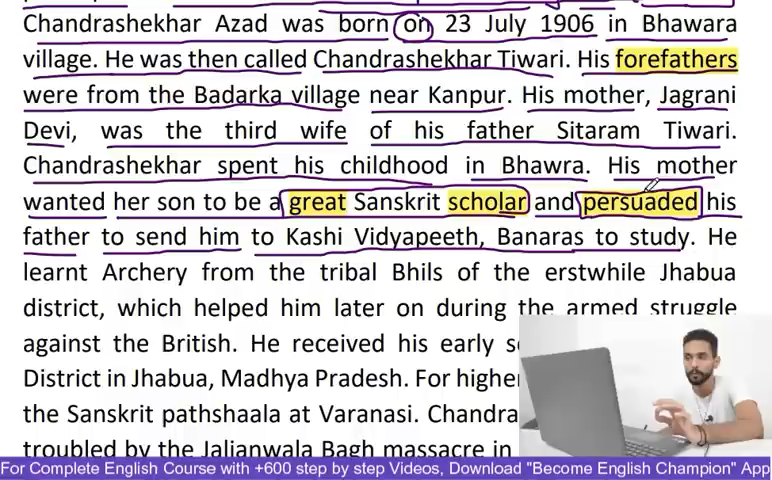 Chandrashekhar Azad was born on 23 July 1906 in Bhawara
village. He was then called Chandrashekhar Tiwari. His forefathers
were from the Badarka village near Kanpur. His mother, Jagrani
Devi, was the third wife of his father Sitaram Tiwari.
Chandrashekhar spent his childhood in Bhawra. His mother
wanted her son to be a great Sanskrit scholar and persuaded his
father to send him to Kashi Vidyapeeth, Banaras to study. He
learnt Archery from the tribal Bhils of the erstwhile Jhabua
district, which helped him later on during the armed struggle
against the British. He received his early
District in Jhabua, Madhya Pradesh. For higher
the Sanskrit pathshaala at Varanasi.
troubled by the Jalianwala Bagh massacre in
For Complete English Course with +600 step by step Videos, Download "Become English Champion" App